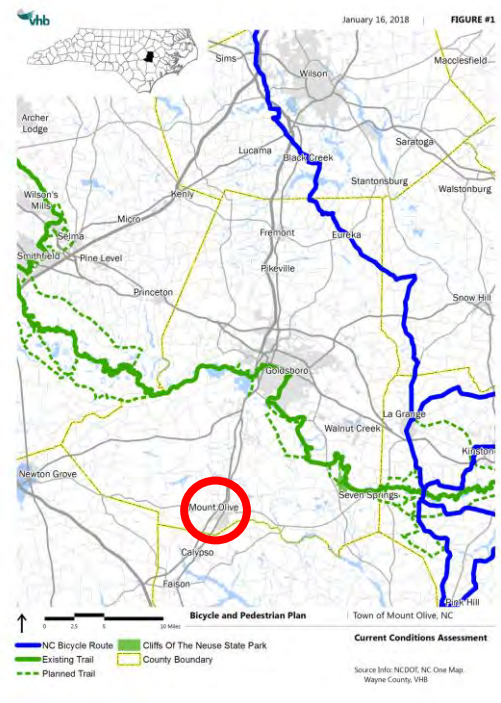 vhb
January 16, 2018 | FIGURE #1
Sims
Wilson
Macclesfield
Archer
Lodge
Saratoga
Lucama
Black Creek
Stantonsburg
Walstonburg
Wilson's
Mills
Kenly
Micro
Selma
Fremont
Eureka
Smithfield
Pine Level
Pikeville
Princeton
Snow Hill
Goldsboro
La Grange
Walnut Creek
Kinston
Newton Grove
Seven Springs
Mount Olive
Calypso
Faison
Pink Hill
0 2.5 5 10 Miles
Bicycle and Pedestrian Plan | Town of Mount Olive, NC
Current Conditions Assessment
NC Bicycle Route
Existing Trail
Planned Trail
Cliffs Of The Neuse State Park
County Boundary
Source Info: NCDOT, NC One Map.
Wayne County, VHB